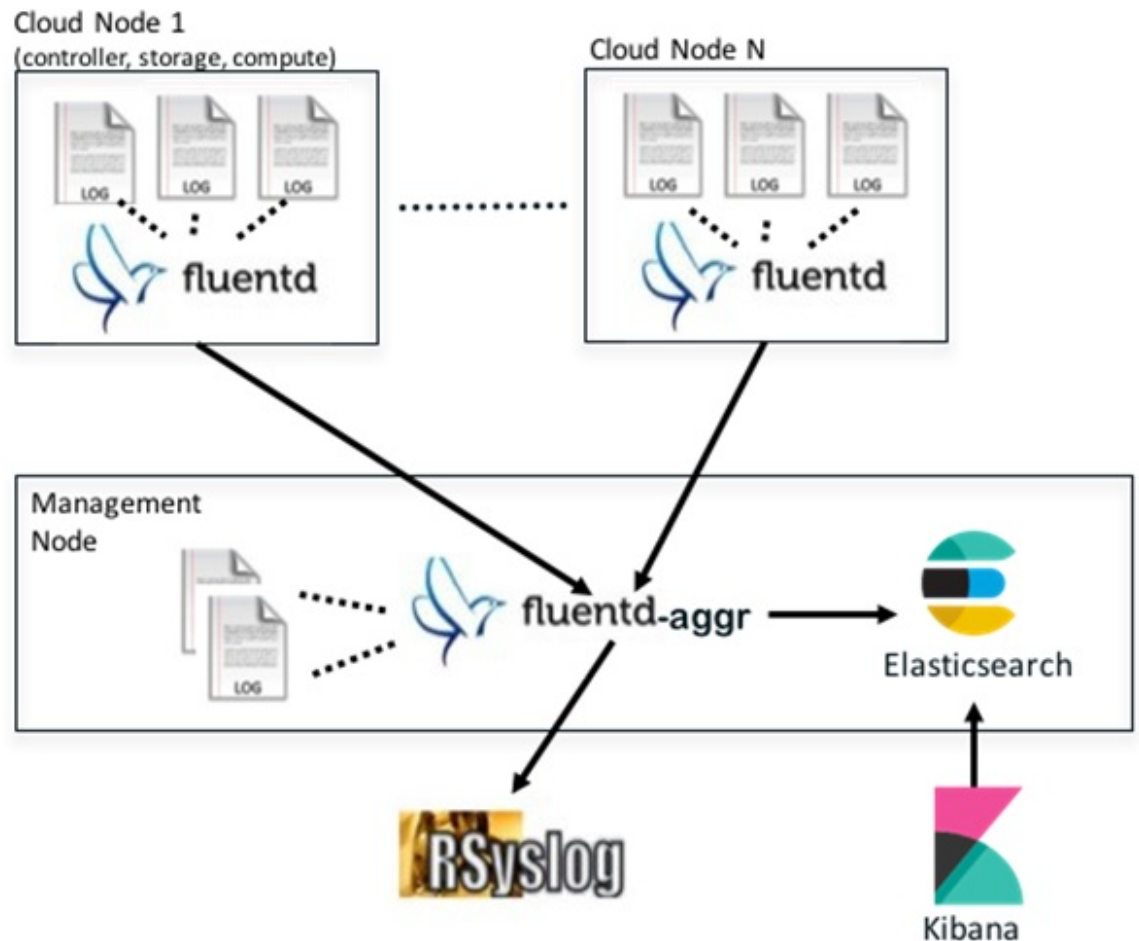 Cloud Node 1
(controller, storage, compute)
Cloud Node N
LOG
LOG
LOG
LOG
LOG
LOG
fluentd
fluentd
Management
Node
LOG
fluentd-aggr
Elasticsearch
RSyslog
Kibana